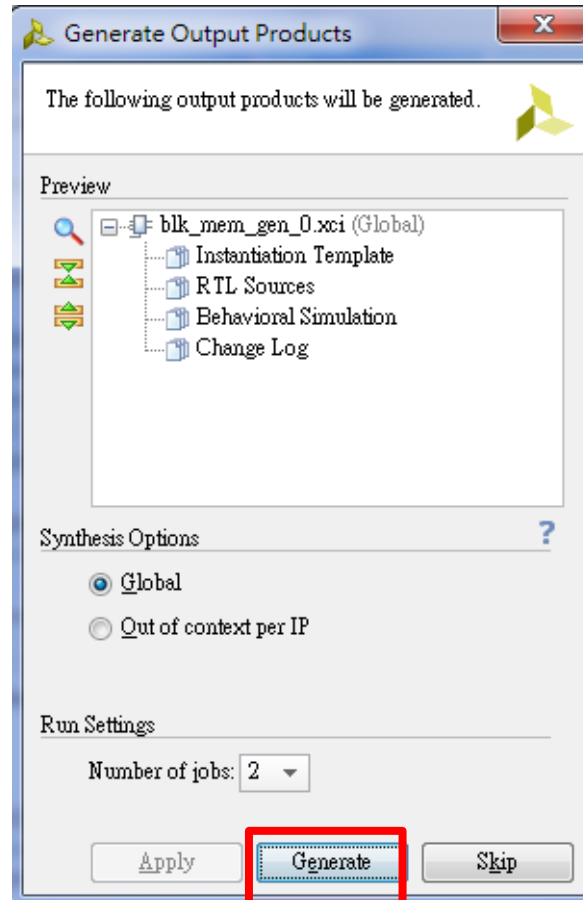 Generate Output Products
The following output products will be generated.
Preview
blk_mem_gen_0.xci (Global)
Instantiation Template
RTL Sources
Behavioral Simulation
Change Log
Synthesis Options
?
Global
Out of context per IP
Run Settings
Number of jobs: 2
Apply Generate Skip